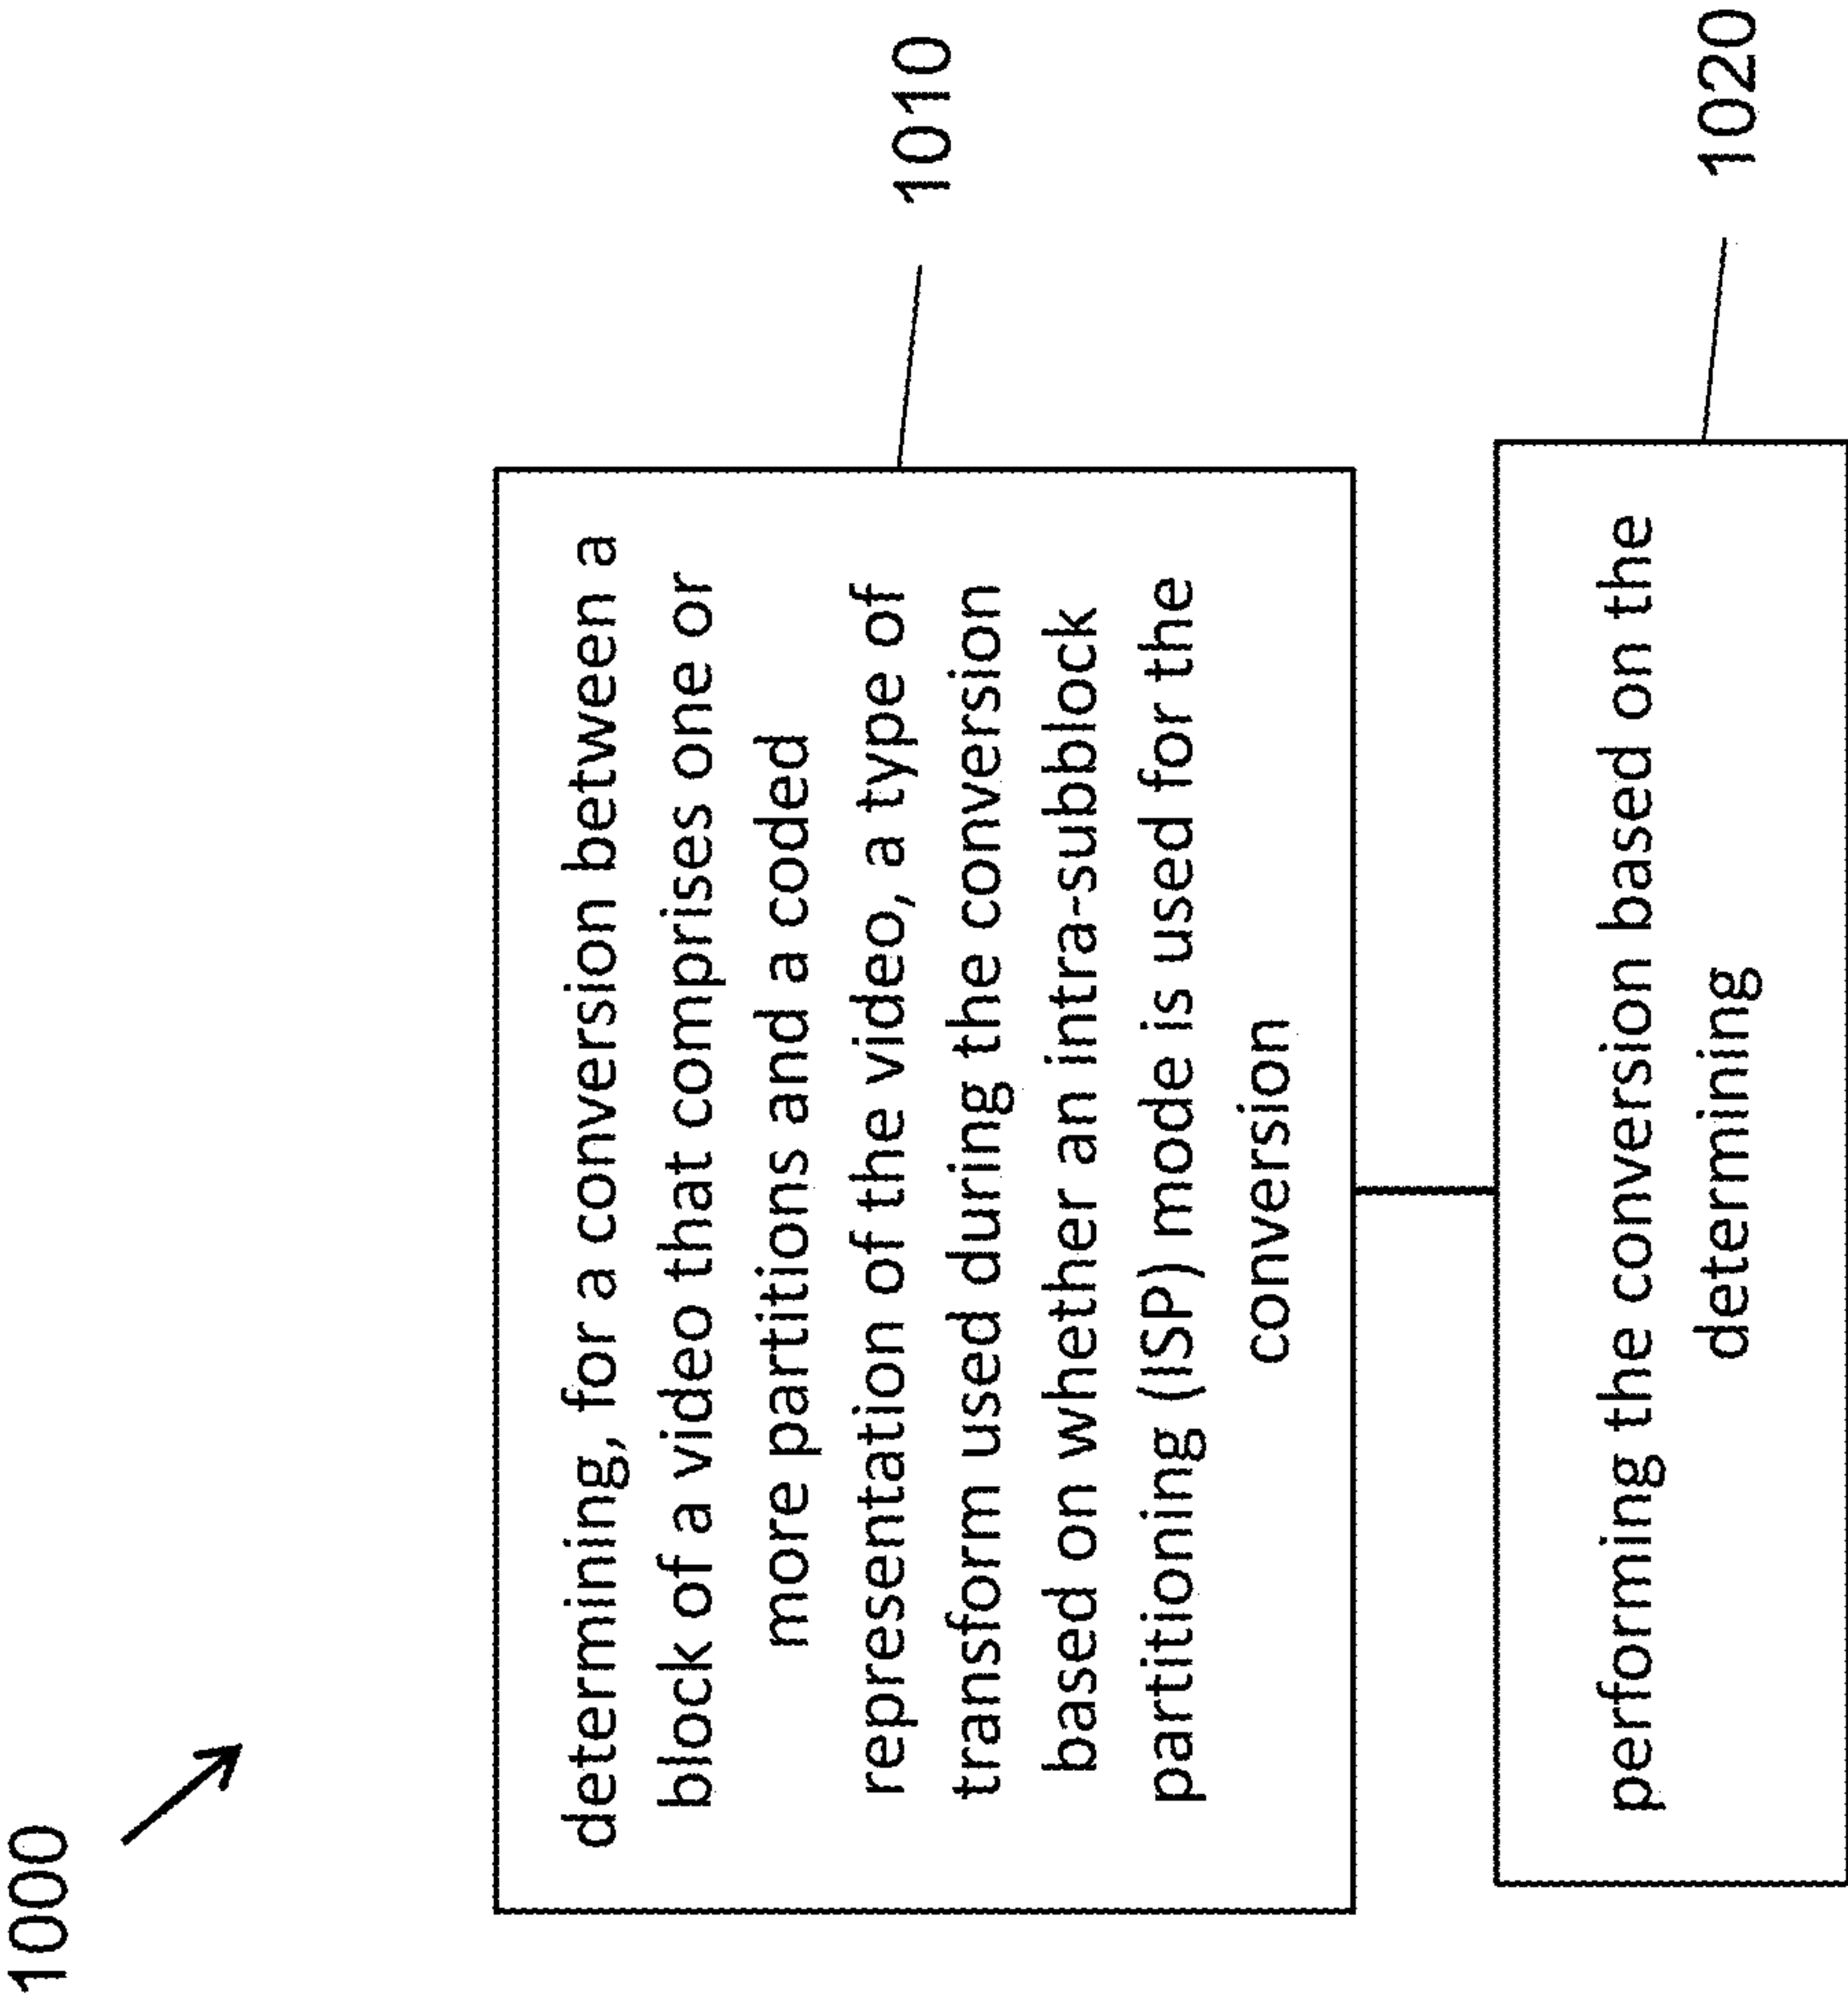 1000
determining, for a conversion between a
block of a video that comprises one or
more partitions and a coded
representation of the video, a type of
transform used during the conversion
based on whether an intra-subblock
partitioning (ISP) mode is used for the
conversion
1010
performing the conversion based on the
determining
1020